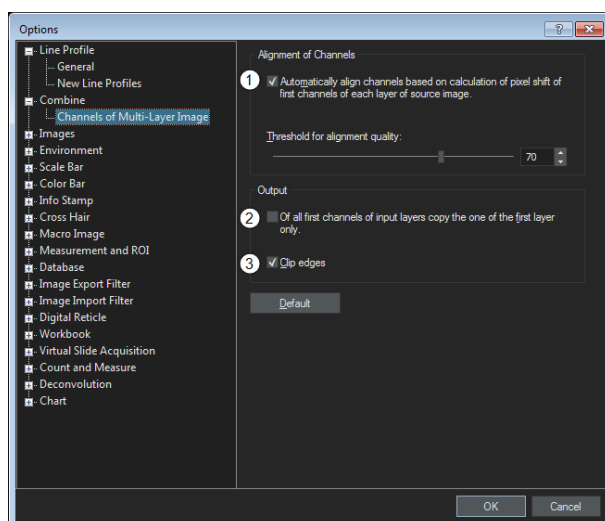 Options
Line Profile
General
New Line Profiles
Combine
Channels of Multi-Layer Image
Images
Environment
Scale Bar
Color Bar
Info Stamp
Cross Hair
Macro Image
Measurement and ROI
Database
Image Export Filter
Image Import Filter
Digital Reticle
Workbook
Virtual Slide Acquisition
Count and Measure
Deconvolution
Chart
Alignment of Channels
1 Automatically align channels based on calculation of pixel shift of
first channels of each layer of source image.
Threshold for alignment quality:
70
Output
2 Of all first channels of input layers copy the one of the first layer
only.
3 Clip edges
Default
OK Cancel